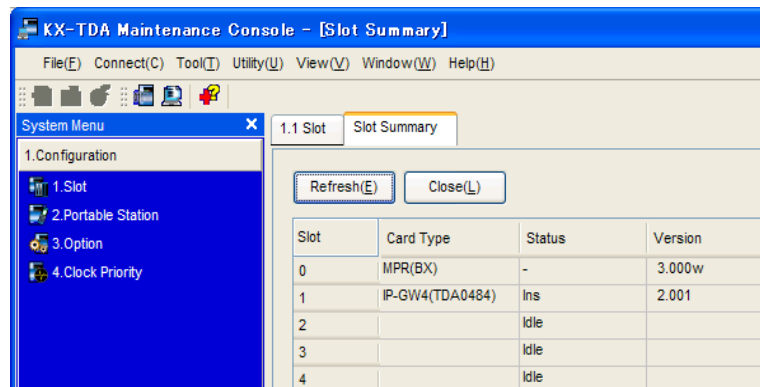 KX-TDA Maintenance Console - [Slot Summary]
File(F) Connect(C) Tool(T) Utility(U) View(V) Window(W) Help(H)
System Menu
1.1 Slot Slot Summary
1.Configuration
1.Slot
2.Portable Station
3.Option
4.Clock Priority
Refresh(E) Close(L)
Slot Card Type Status Version
0 MPR(BX) - 3.000w
1 IP-GW4(TDA0484) Ins 2.001
2 Idle
3 Idle
4 Idle